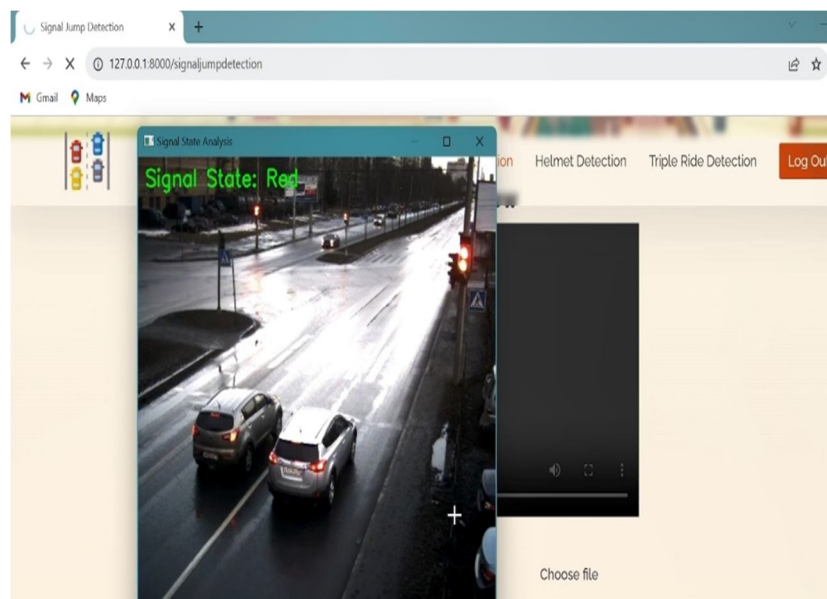 Signal Jump Detection
127.0.0.1:8000/signaljumpdetection
Gmail Maps
Signal State Analysis
Signal State: Red
ion Helmet Detection Triple Ride Detection Log Ou
Choose file